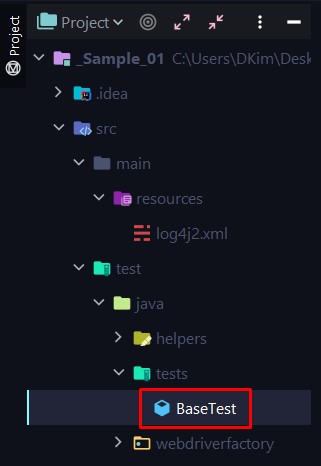 Project
Project
_Sample_01 C:\Users\DKim\Desk
.idea
src
main
resources
log4j2.xml
test
java
helpers
tests
BaseTest
webdriverfactory